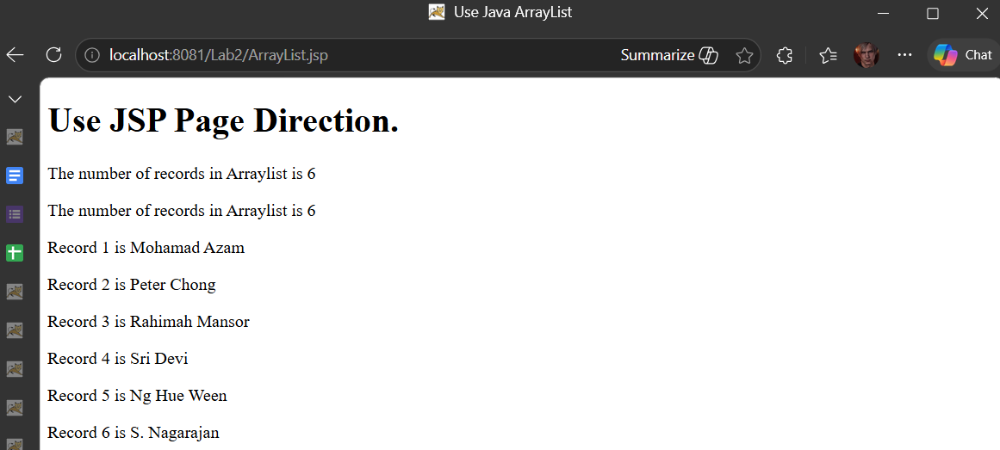 Use Java ArrayList
localhost:8081/Lab2/ArrayList.jsp
Summarize
Chat
Use JSP Page Direction.
The number of records in Arraylist is 6
The number of records in Arraylist is 6
Record 1 is Mohamad Azam
Record 2 is Peter Chong
Record 3 is Rahimah Mansor
Record 4 is Sri Devi
Record 5 is Ng Hue Ween
Record 6 is S. Nagarajan